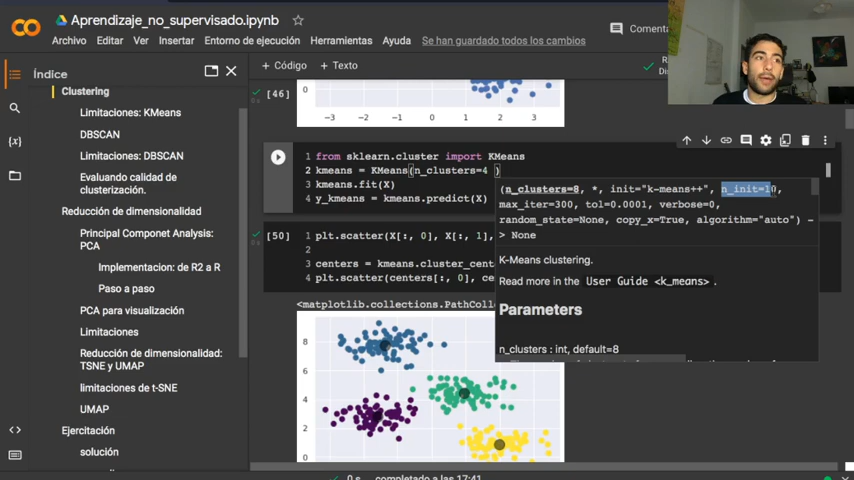 Aprendizaje_no_supervisado.ipynb
Archivo Editar Ver Insertar Entorno de ejecución Herramientas Ayuda Se han guardado todos los cambios
Comenta
Índice
+ Código + Texto
Clustering
Limitaciones: KMeans
DBSCAN
Limitaciones: DBSCAN
Evaluando calidad de
clusterización.
Reducción de dimensionalidad
Principal Componet Analysis:
PCA
Implementacion: de R2 a R
Paso a paso
PCA para visualización
Limitaciones
Reducción de dimensionalidad:
TSNE y UMAP
limitaciones de t-SNE
UMAP
Ejercitación
solución
[46]
0
−3 −2 −1 0 1 2 3
1 from sklearn.cluster import KMeans
2 kmeans = KMeans(n_clusters=4 )
3 kmeans.fit(X)
4 y_kmeans = kmeans.predict(X)
(n_clusters=8, *, init="k-means++", n_init=10,
max_iter=300, tol=0.0001, verbose=0,
random_state=None, copy_x=True, algorithm="auto") -
> None
K-Means clustering.
Read more in the User Guide <k_means>.
Parameters
n_clusters : int, default=8
[50]
1 plt.scatter(X[:, 0], X[:, 1],
2
3 centers = kmeans.cluster_cent
4 plt.scatter(centers[:, 0], ce
<matplotlib.collections.PathColl
8
6
4
2
0
0 s completado a las 17:41